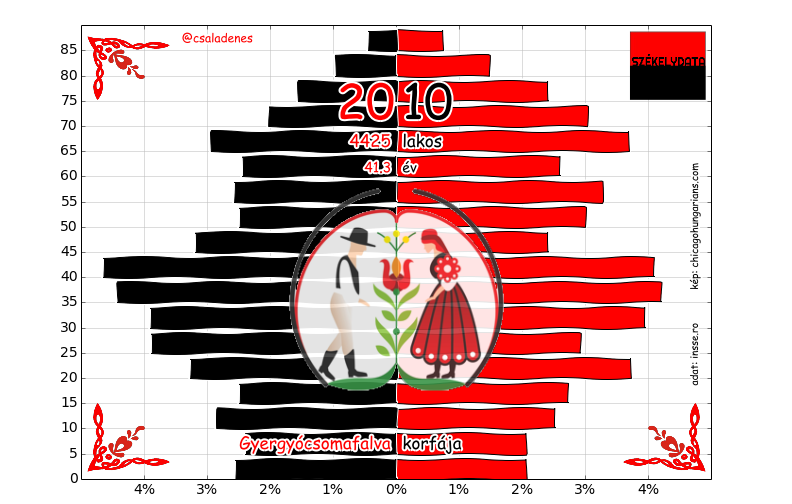 @csaladenes
SZÉKELYDATA
2010
4425 lakos
41.3 év
kép: chicagohungarians.com
adat: insse.ro
Gyergyócsomafalva korfája
85
80
75
70
65
60
55
50
45
40
35
30
25
20
15
10
5
0
4% 3% 2% 1% 0% 1% 2% 3% 4%